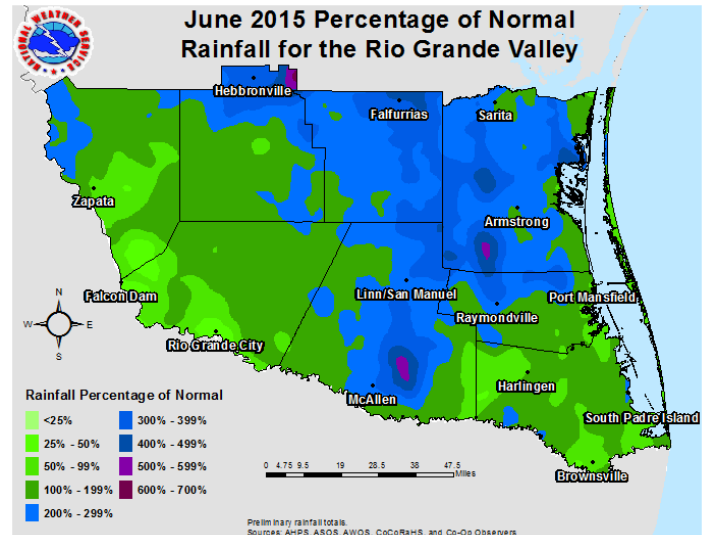 June 2015 Percentage of Normal
Rainfall for the Rio Grande Valley
NATIONAL WEATHER SERVICE
Hebbronville
Falfurrias
Sarita
Zapata
Armstrong
Falcon Dam
Linn/San Manuel
Port Mansfield
Raymondville
Rio Grande City
McAllen
Harlingen
South Padre Island
Brownsville
N
W E
S
Rainfall Percentage of Normal
<25%
25% - 50%
50% - 99%
100% - 199%
200% - 299%
300% - 399%
400% - 499%
500% - 599%
600% - 700%
0 4.75 9.5 19 28.5 38 47.5
Miles
Preliminary rainfall totals.
Sources: AHPS, ASOS, AWOS, CoCoRaHS, and Co-Op Observers